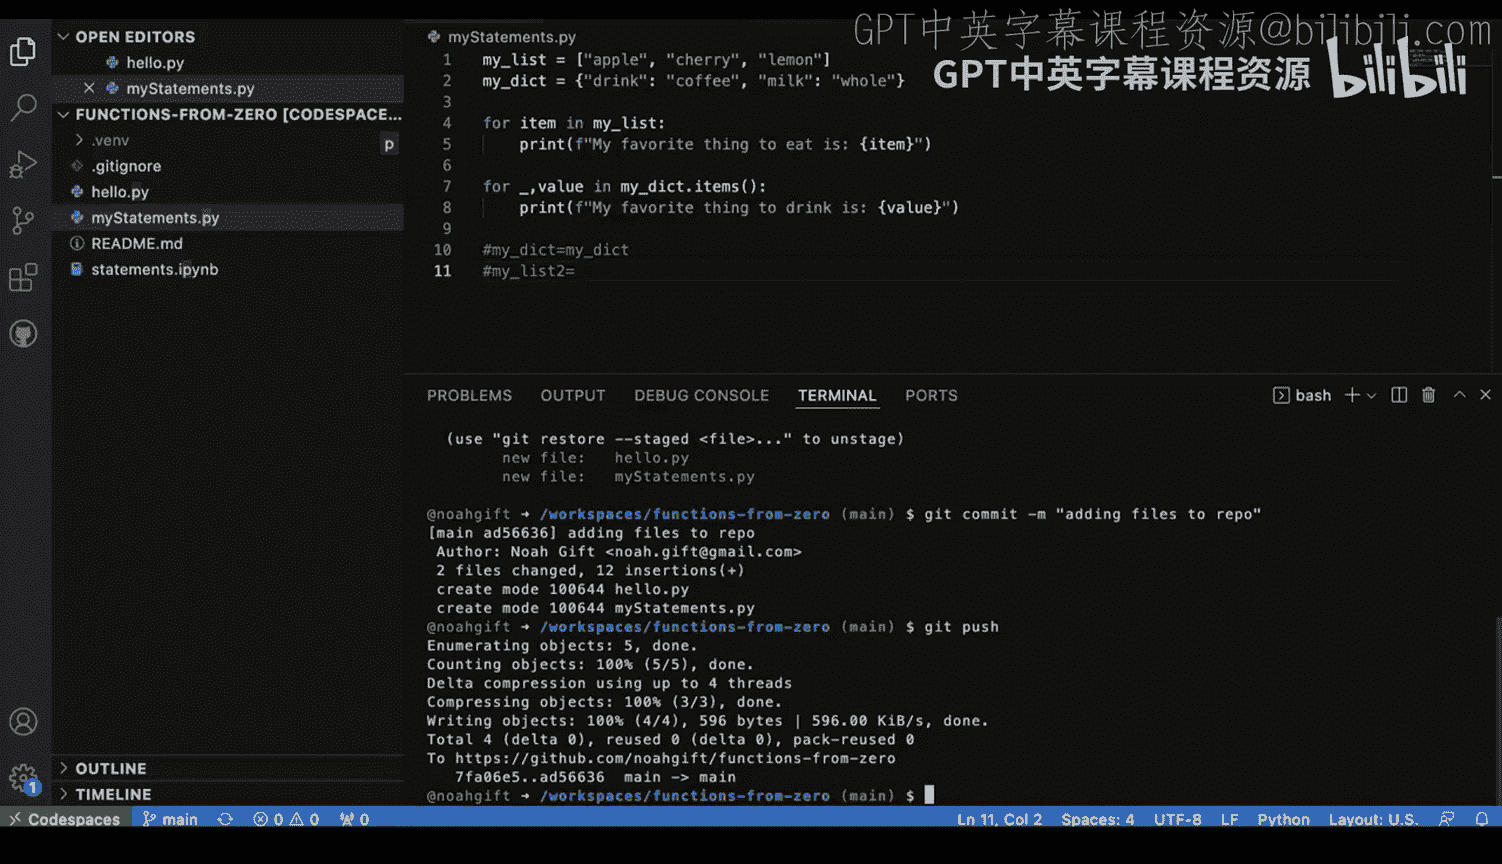 GPT中英字幕课程资源@bilibili.com
GPT中英字幕课程资源 bilibili
OPEN EDITORS
hello.py
myStatements.py
FUNCTIONS-FROM-ZERO [CODESPACE...
.venv
p
.gitignore
hello.py
myStatements.py
README.md
statements.ipynb
OUTLINE
TIMELINE
myStatements.py
1 my_list = ["apple", "cherry", "lemon"]
2 my_dict = {"drink": "coffee", "milk": "whole"}
3
4 for item in my_list:
5 print(f"My favorite thing to eat is: {item}")
6
7 for _,value in my_dict.items():
8 print(f"My favorite thing to drink is: {value}")
9
10 #my_dict=my_dict
11 #my_list2=
PROBLEMS OUTPUT DEBUG CONSOLE TERMINAL PORTS bash
(use "git restore --staged <file>..." to unstage)
new file: hello.py
new file: myStatements.py
@noahgift → /workspaces/functions-from-zero (main) $ git commit -m "adding files to repo"
[main ad56636] adding files to repo
Author: Noah Gift <noah.gift@gmail.com>
2 files changed, 12 insertions(+)
create mode 100644 hello.py
create mode 100644 myStatements.py
@noahgift → /workspaces/functions-from-zero (main) $ git push
Enumerating objects: 5, done.
Counting objects: 100% (5/5), done.
Delta compression using up to 4 threads
Compressing objects: 100% (3/3), done.
Writing objects: 100% (4/4), 596 bytes | 596.00 KiB/s, done.
Total 4 (delta 0), reused 0 (delta 0), pack-reused 0
To https://github.com/noahgift/functions-from-zero
7fa06e5..ad56636 main -> main
@noahgift → /workspaces/functions-from-zero (main) $
1
Codespaces main 0 0 0 Ln 11, Col 2 Spaces: 4 UTF-8 LF Python Layout: U.S.